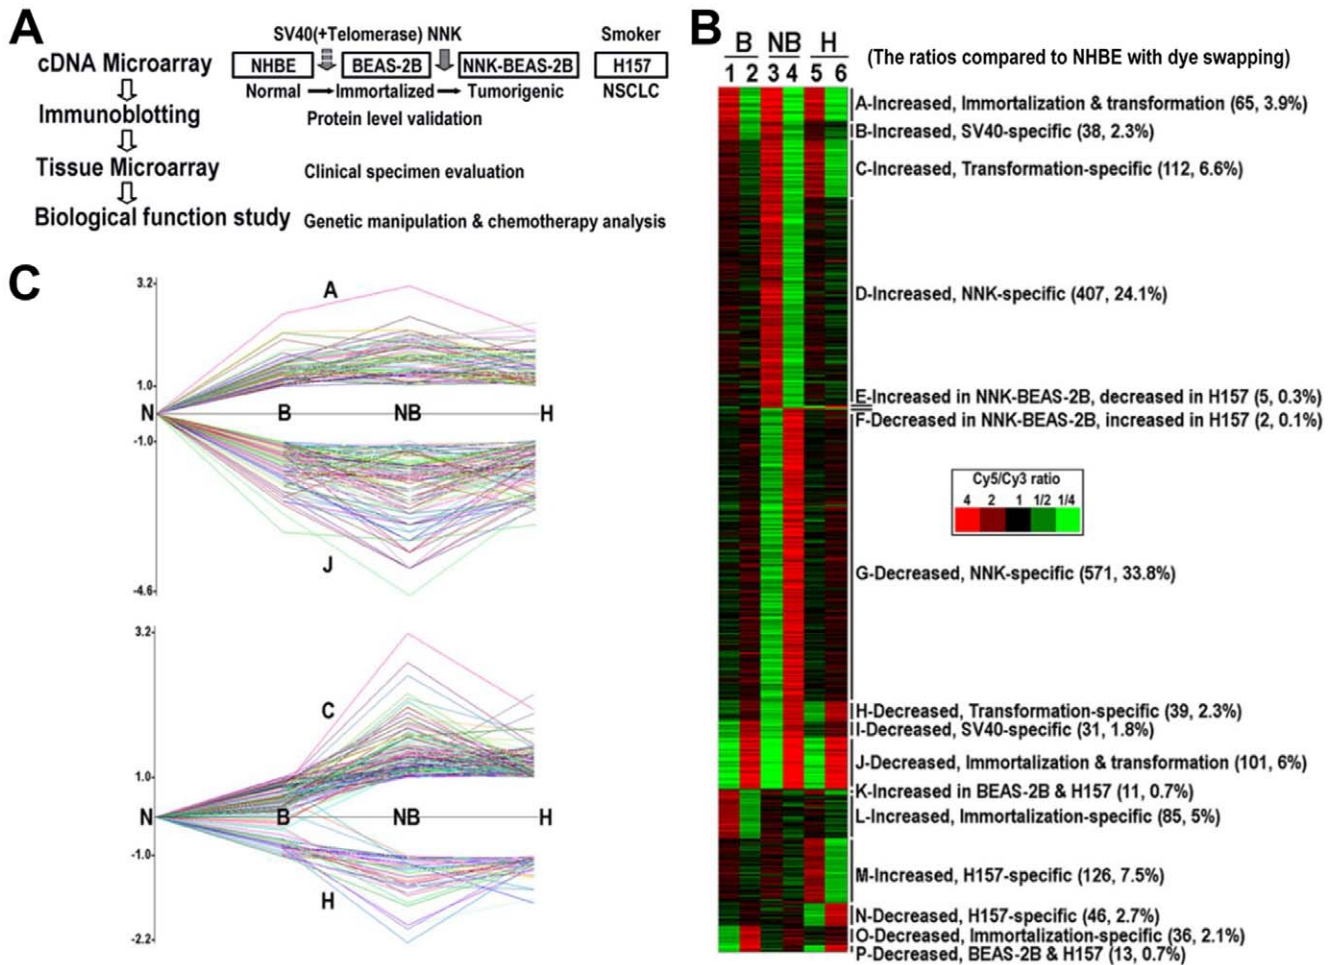 A
SV40(+Telomerase) NNK
Smoker
cDNA Microarray
NHBE
BEAS-2B
NNK-BEAS-2B
H157
Normal
Immortalized
Tumorigenic
NSCLC
Immunoblotting
Protein level validation
Tissue Microarray
Clinical specimen evaluation
Biological function study
Genetic manipulation & chemotherapy analysis
B
B NB H
(The ratios compared to NHBE with dye swapping)
1 2 3 4 5 6
A-Increased, Immortalization & transformation (65, 3.9%)
B-Increased, SV40-specific (38, 2.3%)
C-Increased, Transformation-specific (112, 6.6%)
D-Increased, NNK-specific (407, 24.1%)
E-Increased in NNK-BEAS-2B, decreased in H157 (5, 0.3%)
F-Decreased in NNK-BEAS-2B, increased in H157 (2, 0.1%)
Cy5/Cy3 ratio
4 2 1 1/2 1/4
G-Decreased, NNK-specific (571, 33.8%)
H-Decreased, Transformation-specific (39, 2.3%)
I-Decreased, SV40-specific (31, 1.8%)
J-Decreased, Immortalization & transformation (101, 6%)
K-Increased in BEAS-2B & H157 (11, 0.7%)
L-Increased, Immortalization-specific (85, 5%)
M-Increased, H157-specific (126, 7.5%)
N-Decreased, H157-specific (46, 2.7%)
O-Decreased, Immortalization-specific (36, 2.1%)
P-Decreased, BEAS-2B & H157 (13, 0.7%)
C
3.2
A
1.0
N B NB H
-1.0
J
-4.6
3.2
C
1.0
N B NB H
-1.0
H
-2.2